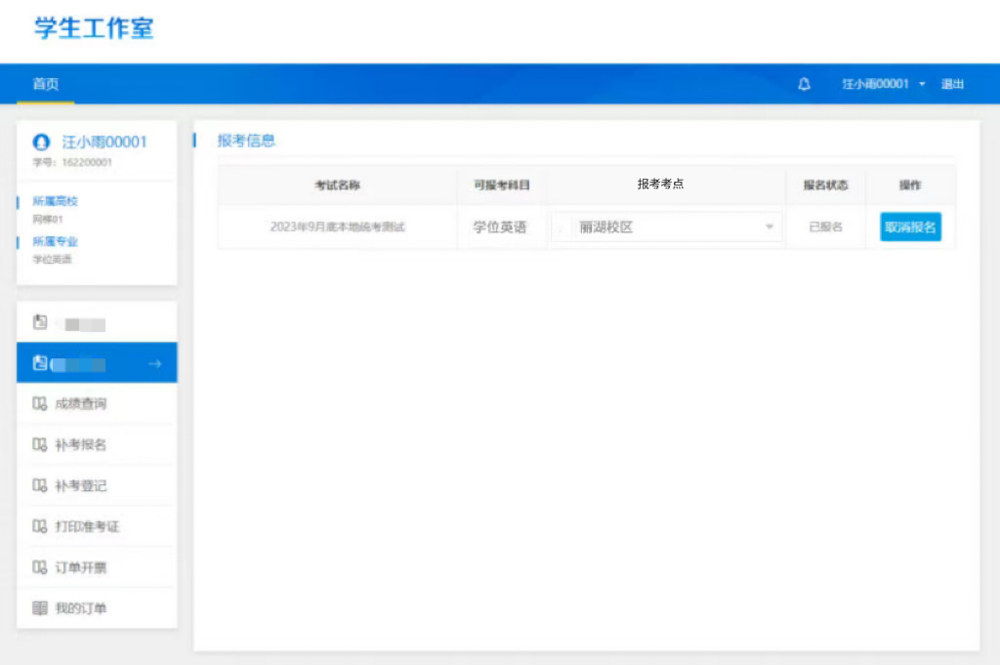 学生工作室
首页
汪小雨00001
退出
汪小雨00001
学号：162200001
所属高校
网梯01
所属专业
学位英语
成绩查询
补考报名
补考登记
打印准考证
订单开票
我的订单
报考信息
考试名称 可报考科目 报考考点 报名状态 操作
2023年9月底本地统考测试 学位英语 丽湖校区 已报名 取消报名